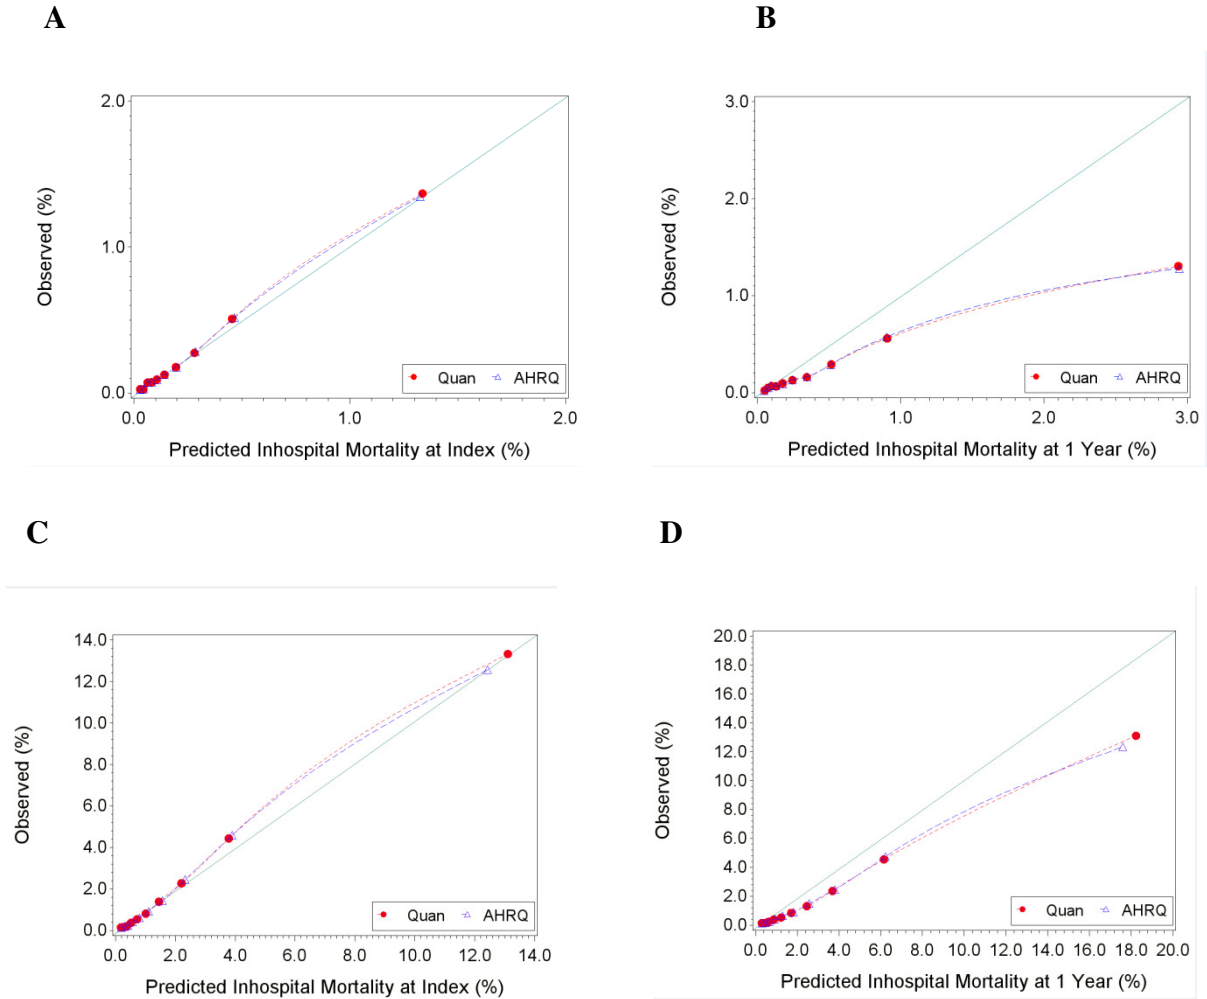 A
2.0
1.0
0.0
Observed (%)
Quan AHRQ
0.0 1.0 2.0
Predicted Inhospital Mortality at Index (%)
B
3.0
2.0
1.0
0.0
Observed (%)
Quan AHRQ
0.0 1.0 2.0 3.0
Predicted Inhospital Mortality at 1 Year (%)
C
14.0
12.0
10.0
8.0
6.0
4.0
2.0
0.0
Observed (%)
Quan AHRQ
0.0 2.0 4.0 6.0 8.0 10.0 12.0 14.0
Predicted Inhospital Mortality at Index (%)
D
20.0
18.0
16.0
14.0
12.0
10.0
8.0
6.0
4.0
2.0
0.0
Observed (%)
Quan AHRQ
0.0 2.0 4.0 6.0 8.0 10.0 12.0 14.0 16.0 18.0 20.0
Predicted Inhospital Mortality at 1 Year (%)